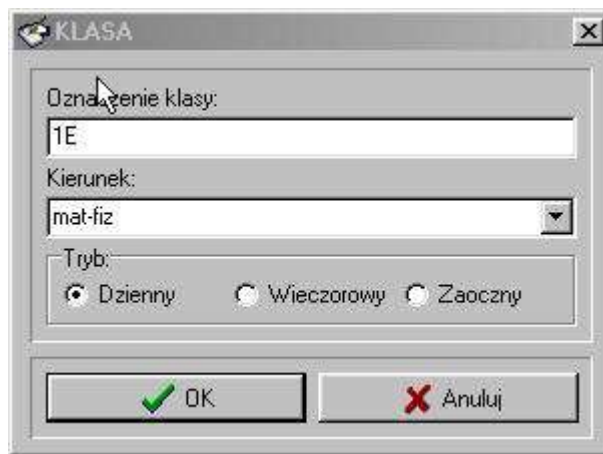 KLASA
Oznaczenie klasy:
1E
Kierunek:
mat-fiz
Tryb:
Dzienny Wieczorowy Zaoczny
OK Anuluj